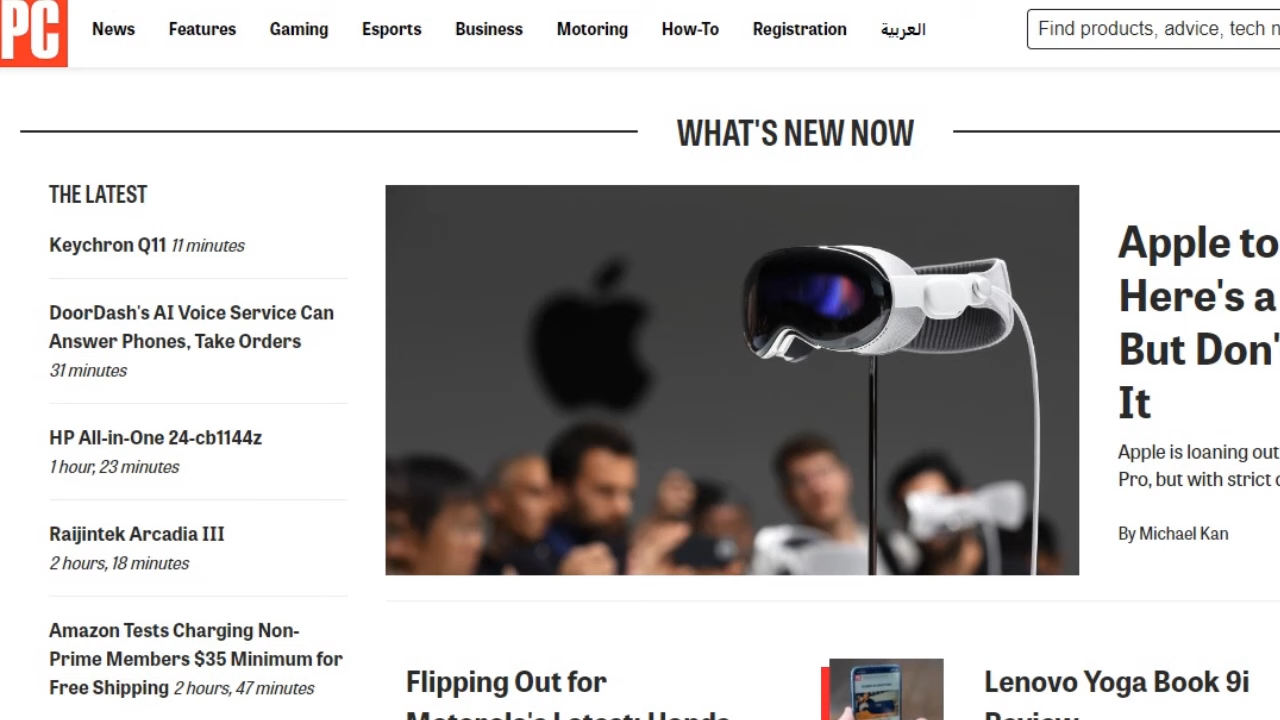 PC
News Features Gaming Esports Business Motoring How-To Registration العربية
Find products, advice, tech n
WHAT'S NEW NOW
THE LATEST
Keychron Q11 11 minutes
DoorDash's AI Voice Service Can
Answer Phones, Take Orders
31 minutes
HP All-in-One 24-cb1144z
1 hour, 23 minutes
Raijintek Arcadia III
2 hours, 18 minutes
Amazon Tests Charging Non-
Prime Members $35 Minimum for
Free Shipping 2 hours, 47 minutes
Apple to
Here's a
But Don'
It
Apple is loaning out
Pro, but with strict
By Michael Kan
Flipping Out for
Motorola's Latest: Hands
Lenovo Yoga Book 9i
Review